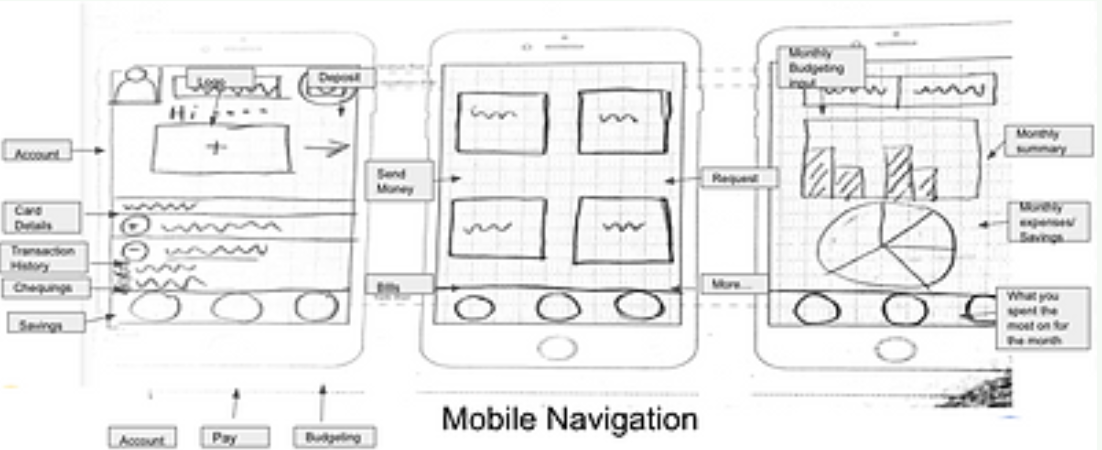 Logo
Deposit
Hi
Account
Card
Details
Transaction
History
Chequings
Savings
Send
Money
Request
Bills
More...
Monthly
Budgeting
input
Monthly
summary
Monthly
expenses/
Savings
What you
spent the
most on for
the month
Account
Pay
Budgeting
Mobile Navigation